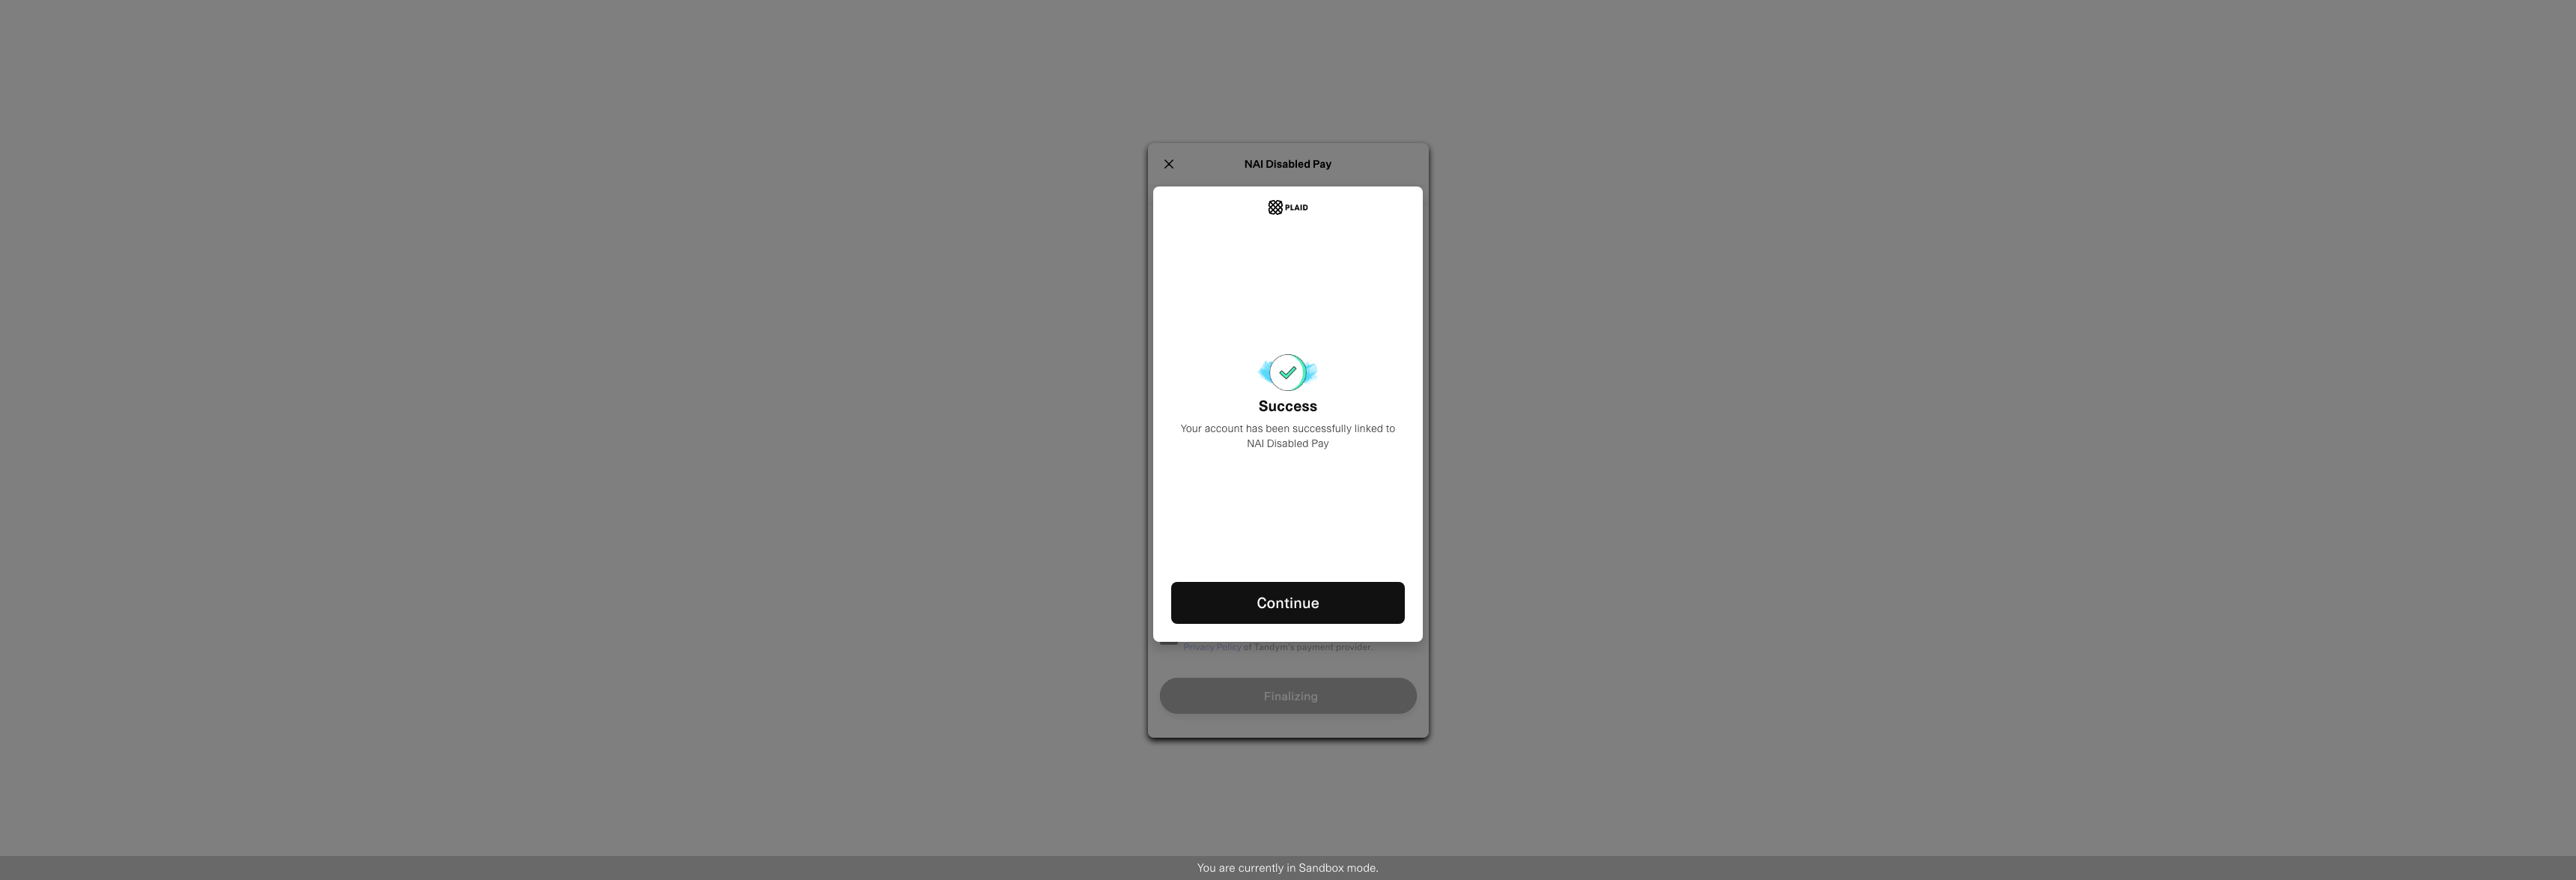 NAI Disabled Pay
PLAID
Success
Your account has been successfully linked to
NAI Disabled Pay
Continue
Privacy Policy of Tandym's payment provider.
Finalizing
You are currently in Sandbox mode.